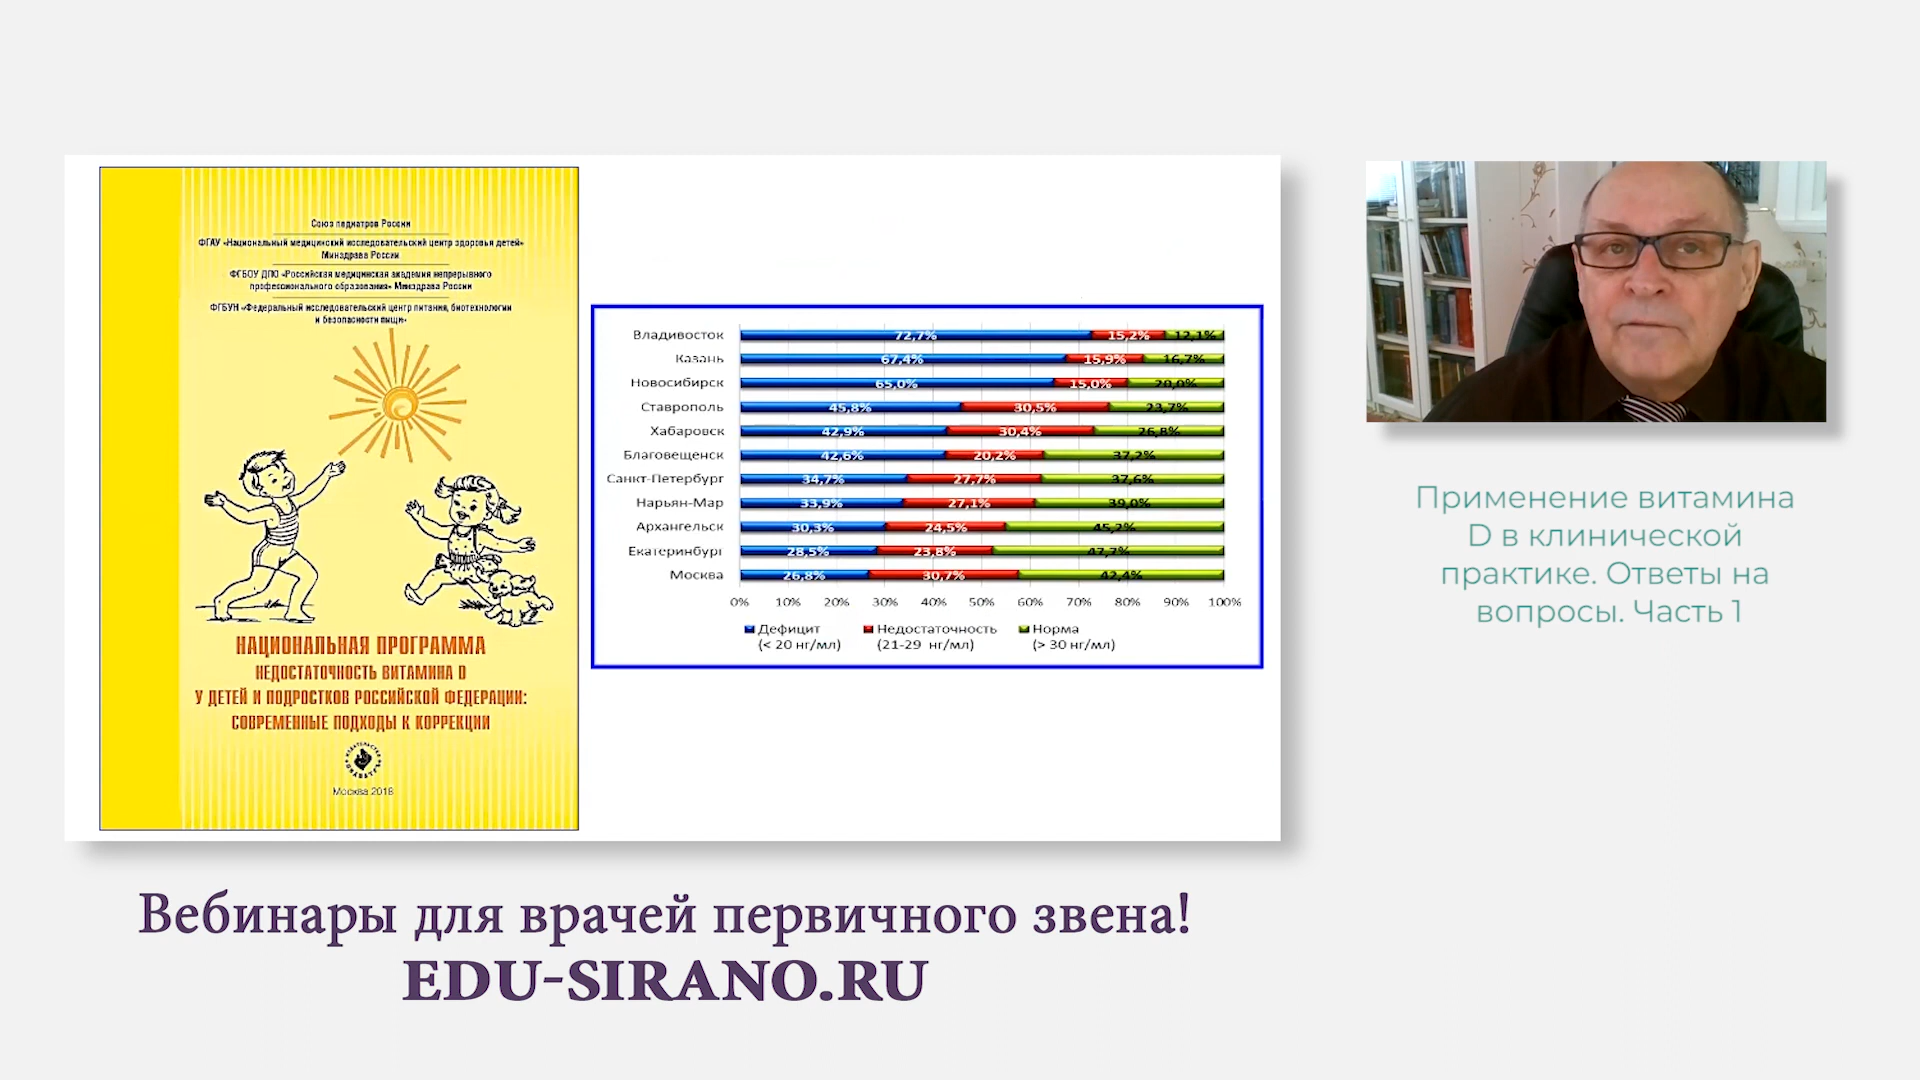 Союз педиатров России
ФГАУ «Национальный медицинский исследовательский центр здоровья детей»
Минздрава России
ФГБОУ ДПО «Российская медицинская академия непрерывного
профессионального образования» Минздрава России
ФГБУН «Федеральный исследовательский центр питания, биотехнологии
и безопасности пищи»
НАЦИОНАЛЬНАЯ ПРОГРАММА
НЕДОСТАТОЧНОСТЬ ВИТАМИНА D
У ДЕТЕЙ И ПОДРОСТКОВ РОССИЙСКОЙ ФЕДЕРАЦИИ:
СОВРЕМЕННЫЕ ПОДХОДЫ К КОРРЕКЦИИ
Москва 2018
Владивосток 72,7% 15,2% 12,1%
Казань 67,4% 15,9% 16,7%
Новосибирск 65,0% 15,0% 20,0%
Ставрополь 45,8% 30,5% 23,7%
Хабаровск 42,9% 30,4% 26,8%
Благовещенск 42,6% 20,2% 37,2%
Санкт-Петербург 34,7% 27,7% 37,6%
Нарьян-Мар 33,9% 27,1% 39,0%
Архангельск 30,3% 24,5% 45,2%
Екатеринбург 28,5% 23,8% 47,7%
Москва 26,8% 30,7% 42,4%
0% 10% 20% 30% 40% 50% 60% 70% 80% 90% 100%
Дефицит Недостаточность Норма
(< 20 нг/мл) (21-29 нг/мл) (> 30 нг/мл)
Применение витамина
D в клинической
практике. Ответы на
вопросы. Часть 1
Вебинары для врачей первичного звена!
EDU-SIRANO.RU